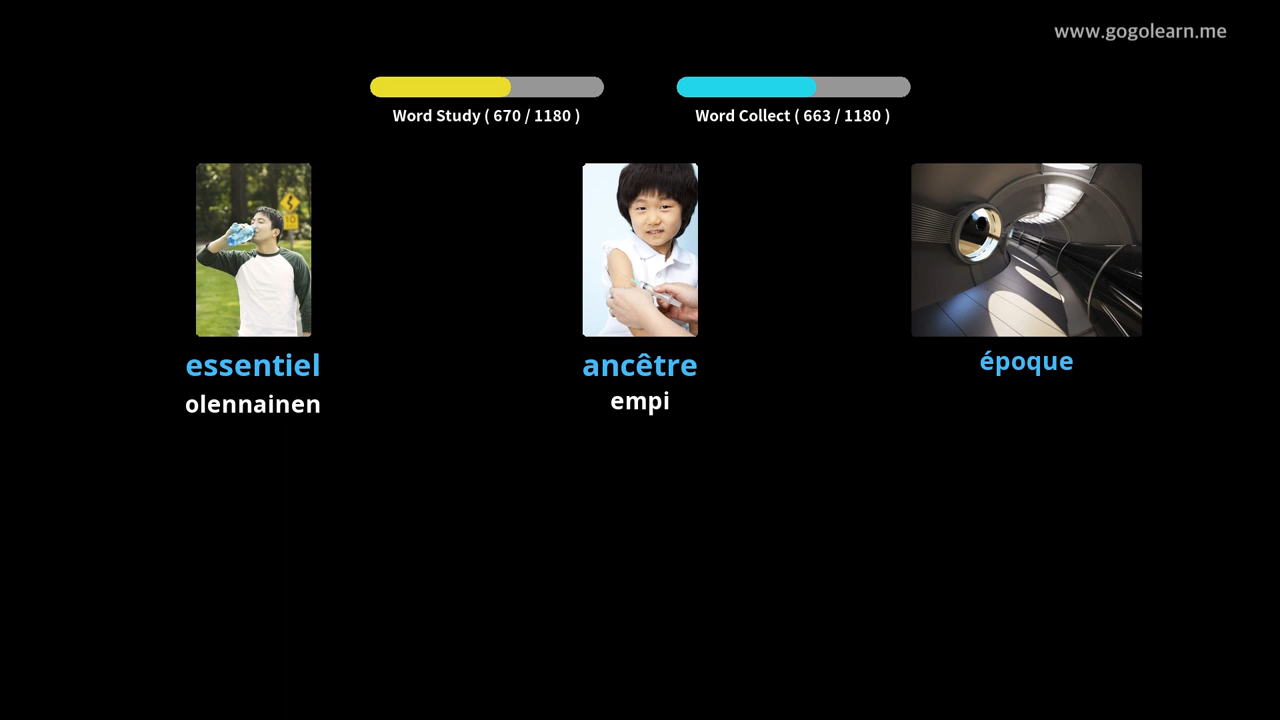 www.gogolearn.me
Word Study ( 670 / 1180 )
Word Collect ( 663 / 1180 )
essentiel
olennainen
ancêtre
empi
époque